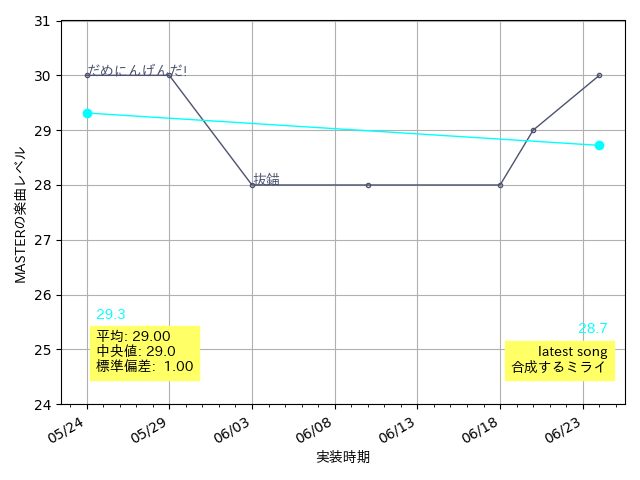 31
30
29
28
27
26
25
24
MASTERの楽曲レベル
だめにんげんだ!
抜錨
29.3
平均: 29.00
中央値: 29.0
標準偏差: 1.00
28.7
latest song
合成するミライ
05/24
05/29
06/03
06/08
06/13
06/18
06/23
実装時期